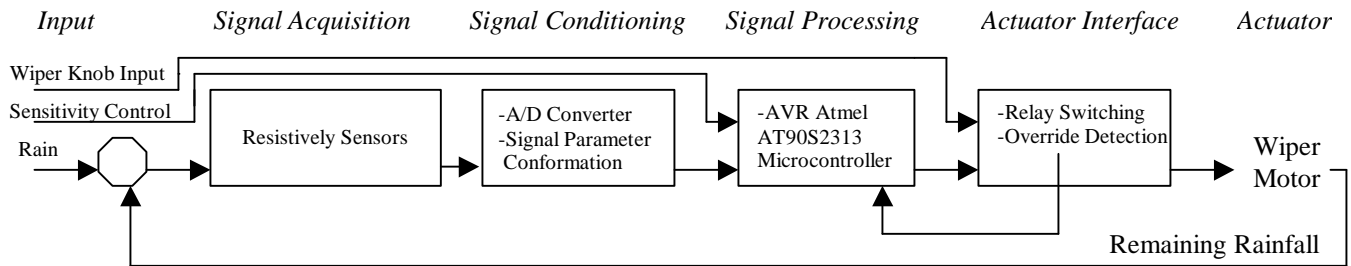 Input
Signal Acquisition
Signal Conditioning
Signal Processing
Actuator Interface
Actuator
Wiper Knob Input
Sensitivity Control
Rain
Resistively Sensors
-A/D Converter
-Signal Parameter
Conformation
-AVR Atmel
AT90S2313
Microcontroller
-Relay Switching
-Override Detection
Wiper
Motor
Remaining Rainfall